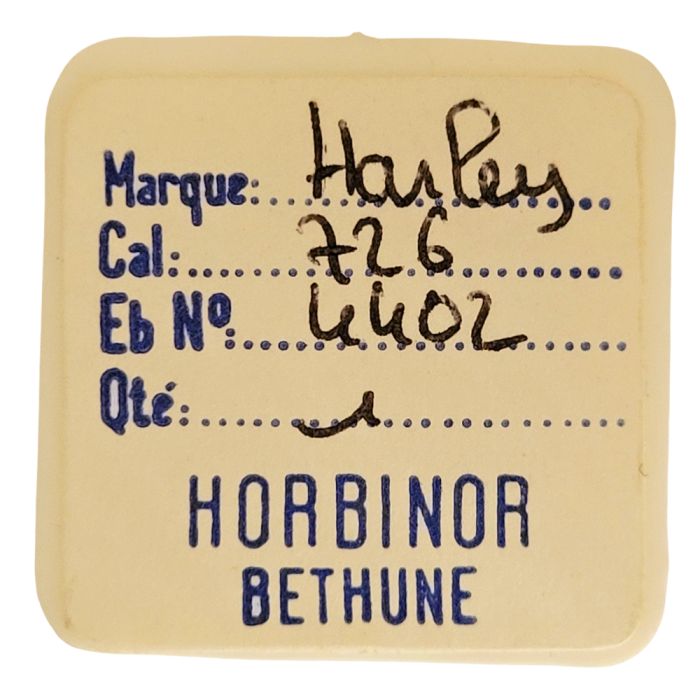 Marque: Harley
Cal: 726
Eb Nº: 4402
Qté: 1
HORBINOR
BETHUNE